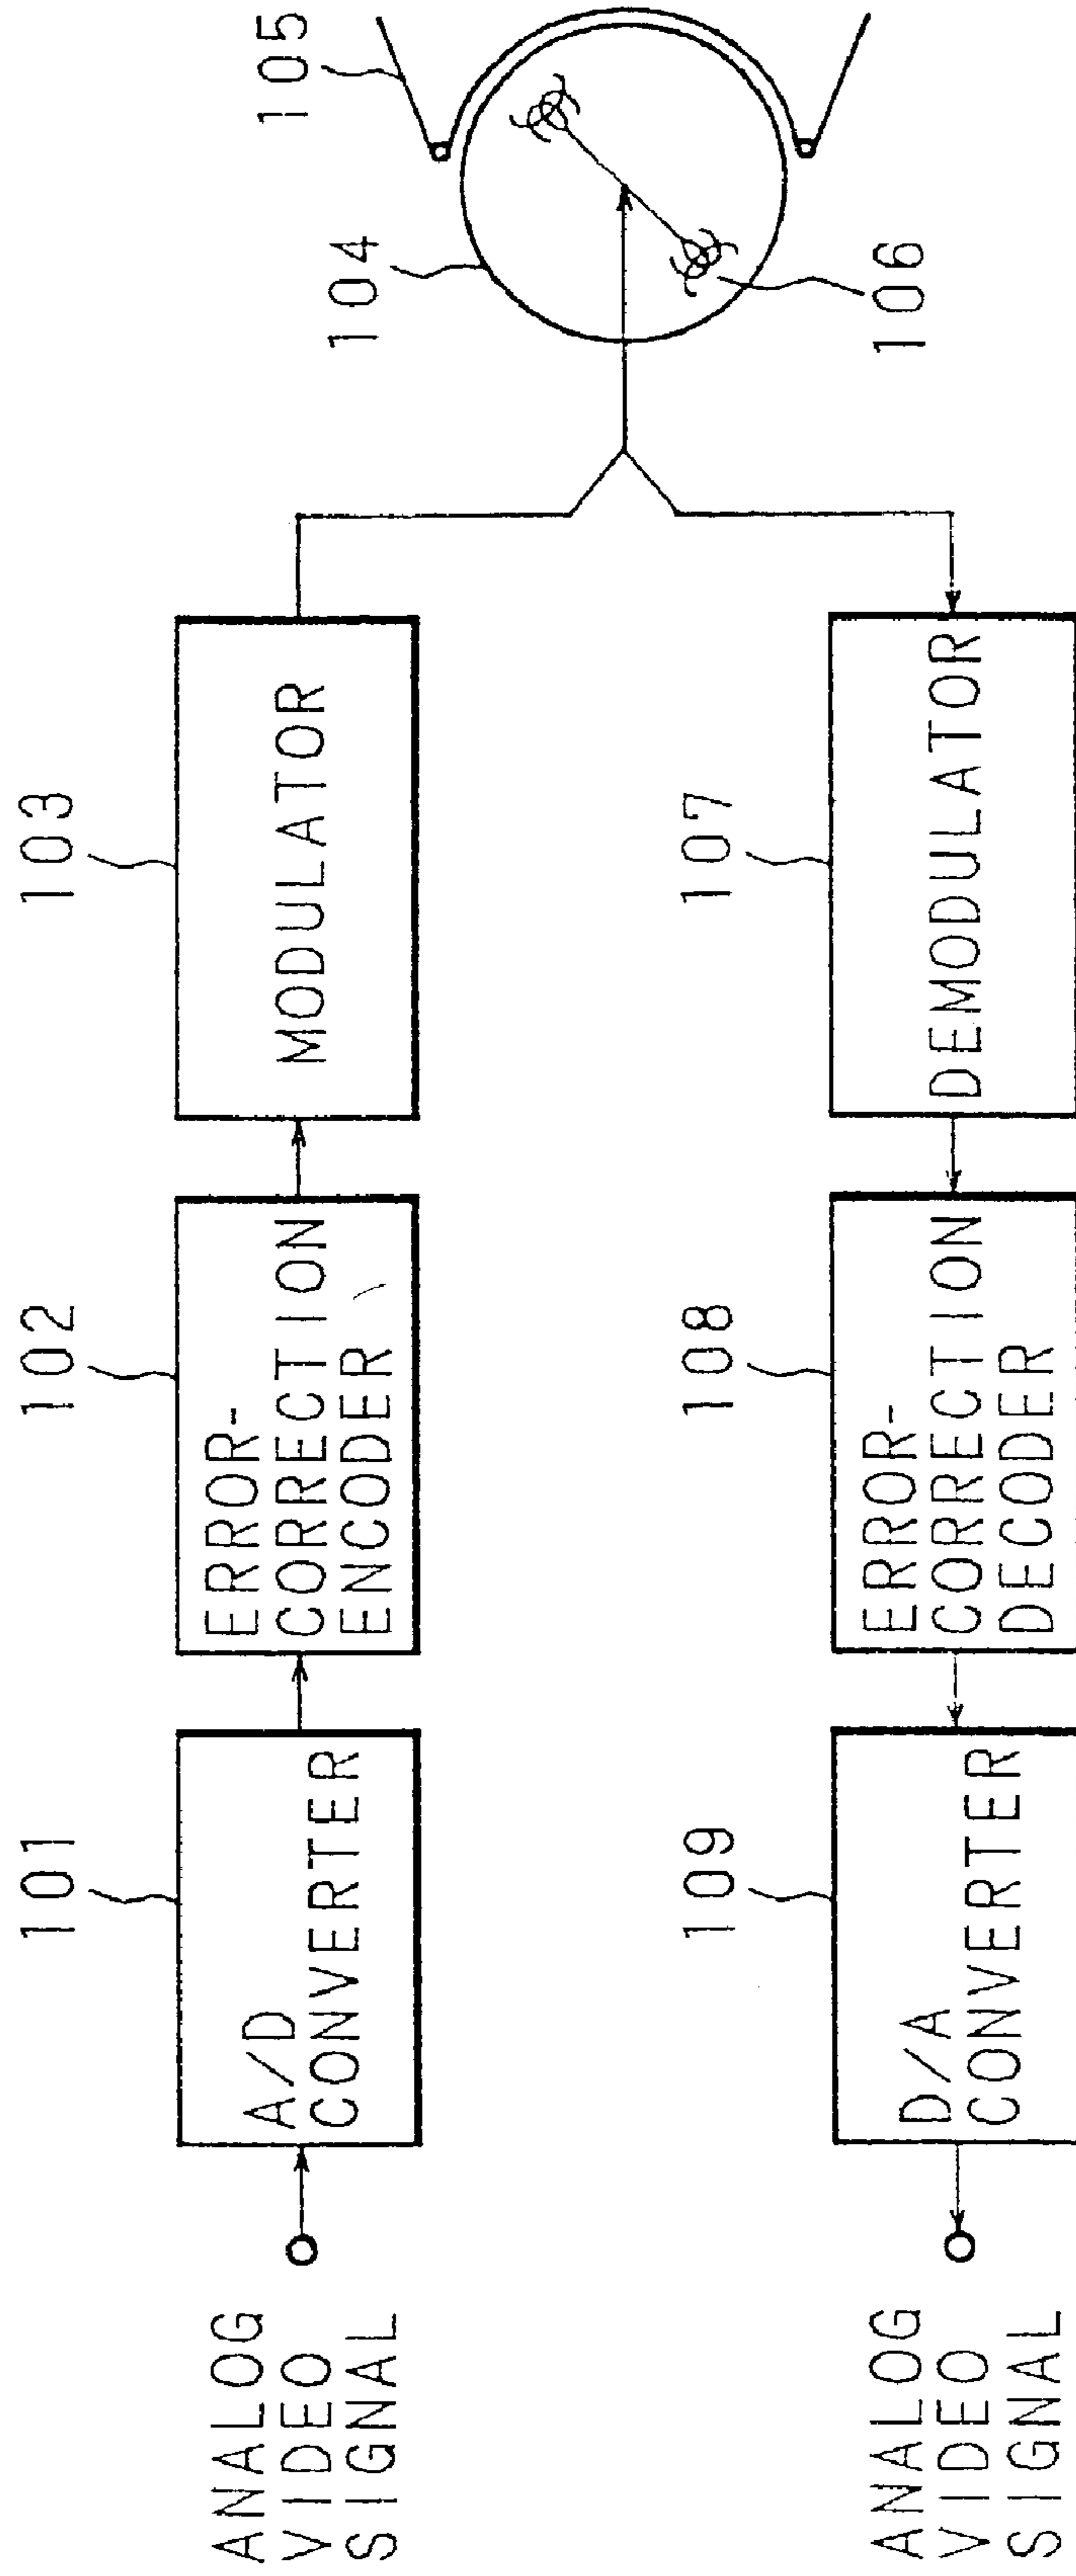 ANALOG
VIDEO
SIGNAL
101
A/D
CONVERTER
102
ERROR-
CORRECTION
ENCODER
103
MODULATOR
104
105
106
107
DEMODULATOR
108
ERROR-
CORRECTION
DECODER
109
D/A
CONVERTER
ANALOG
VIDEO
SIGNAL